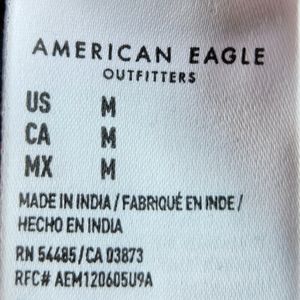 AMERICAN EAGLE
OUTFITTERS
US M
CA M
MX M
MADE IN INDIA / FABRIQUÉ EN INDE /
HECHO EN INDIA
RN 54485 / CA 03873
RFC# AEM120605U9A